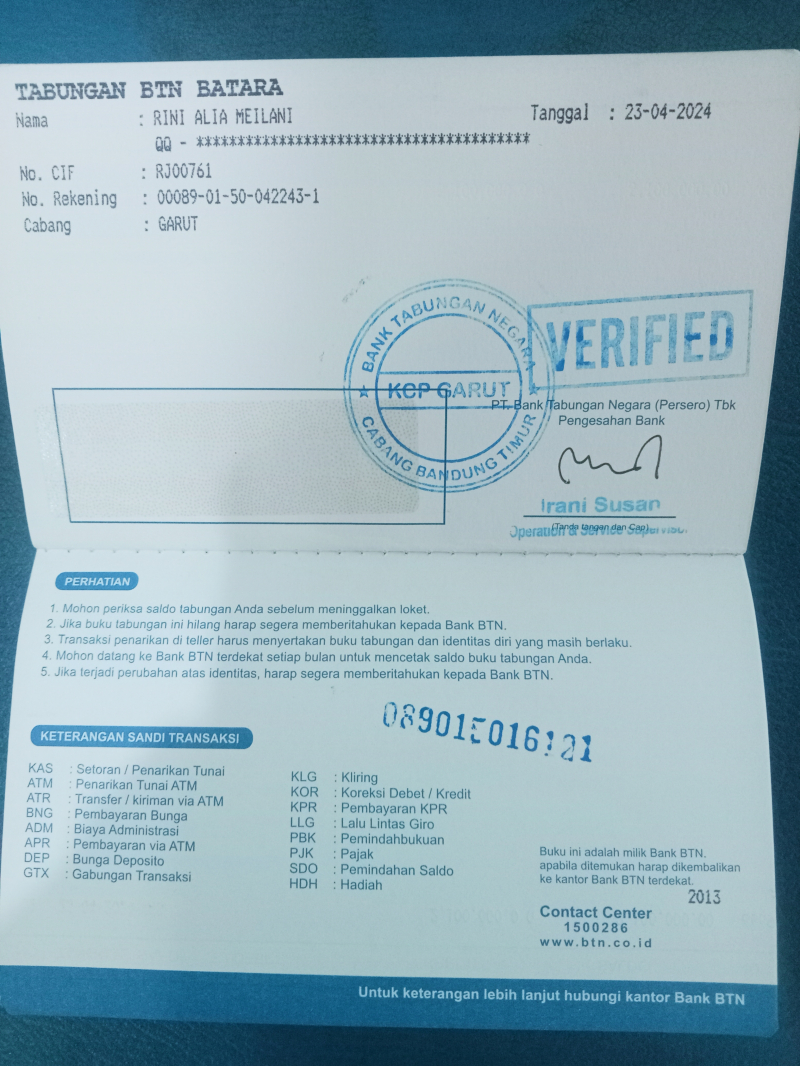 TABUNGAN BTN BATARA
Nama : RINI ALIA MEILANI
Tanggal : 23-04-2024
QQ - *****************************************
No. CIF : RJ00761
No. Rekening : 00089-01-50-042243-1
Cabang : GARUT
BANK TABUNGAN NEGARA
KCP GARUT
CABANG BANDUNG TIMUR
VERIFIED
PT. Bank Tabungan Negara (Persero) Tbk
Pengesahan Bank
Irani Susan
(Tanda tangan dan Cap)
Operation & Service Supervisor
PERHATIAN
1. Mohon periksa saldo tabungan Anda sebelum meninggalkan loket.
2. Jika buku tabungan ini hilang harap segera memberitahukan kepada Bank BTN.
3. Transaksi penarikan di teller harus menyertakan buku tabungan dan identitas diri yang masih berlaku.
4. Mohon datang ke Bank BTN terdekat setiap bulan untuk mencetak saldo buku tabungan Anda.
5. Jika terjadi perubahan atas identitas, harap segera memberitahukan kepada Bank BTN.
KETERANGAN SANDI TRANSAKSI
KAS : Setoran / Penarikan Tunai
ATM : Penarikan Tunai ATM
ATR : Transfer / kiriman via ATM
BNG : Pembayaran Bunga
ADM : Biaya Administrasi
APR : Pembayaran via ATM
DEP : Bunga Deposito
GTX : Gabungan Transaksi
KLG : Kliring
KOR : Koreksi Debet / Kredit
KPR : Pembayaran KPR
LLG : Lalu Lintas Giro
PBK : Pemindahbukuan
PJK : Pajak
SDO : Pemindahan Saldo
HDH : Hadiah
Buku ini adalah milik Bank BTN.
apabila ditemukan harap dikembalikan
ke kantor Bank BTN terdekat.
2013
Contact Center
1500286
www.btn.co.id
Untuk keterangan lebih lanjut hubungi kantor Bank BTN